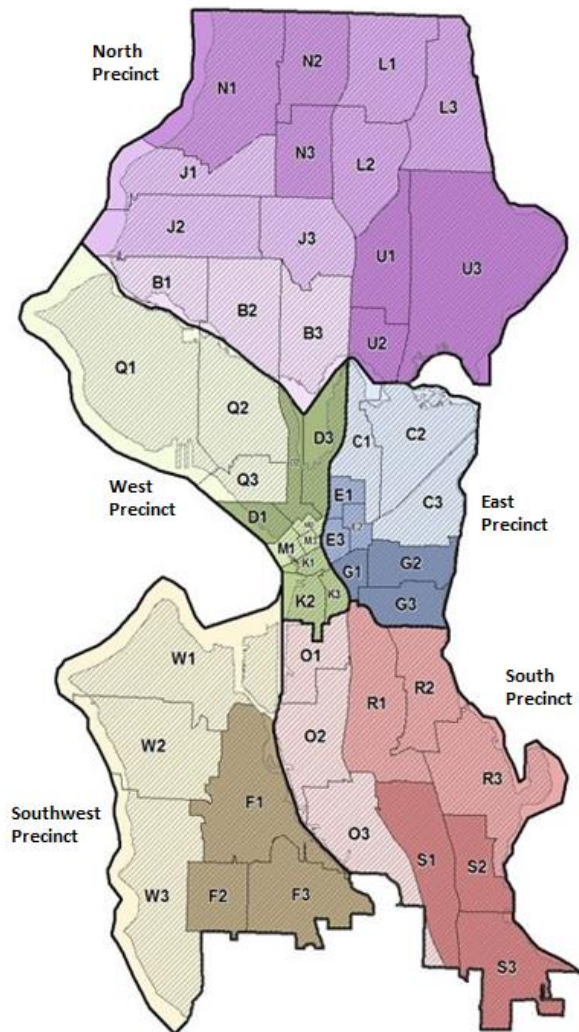 North
Precinct
N1
N2
L1
L3
N3
L2
J1
J2
J3
U1
U3
B1
B2
B3
U2
Q1
Q2
D3
C1
C2
Q3
West
Precinct
E1
C3
East
Precinct
D1
E2
M1
M3
E3
K1
G1
G2
K2
K3
G3
W1
O1
R2
South
Precinct
R1
W2
O2
R3
Southwest
Precinct
F1
O3
S1
S2
W3
F2
F3
S3